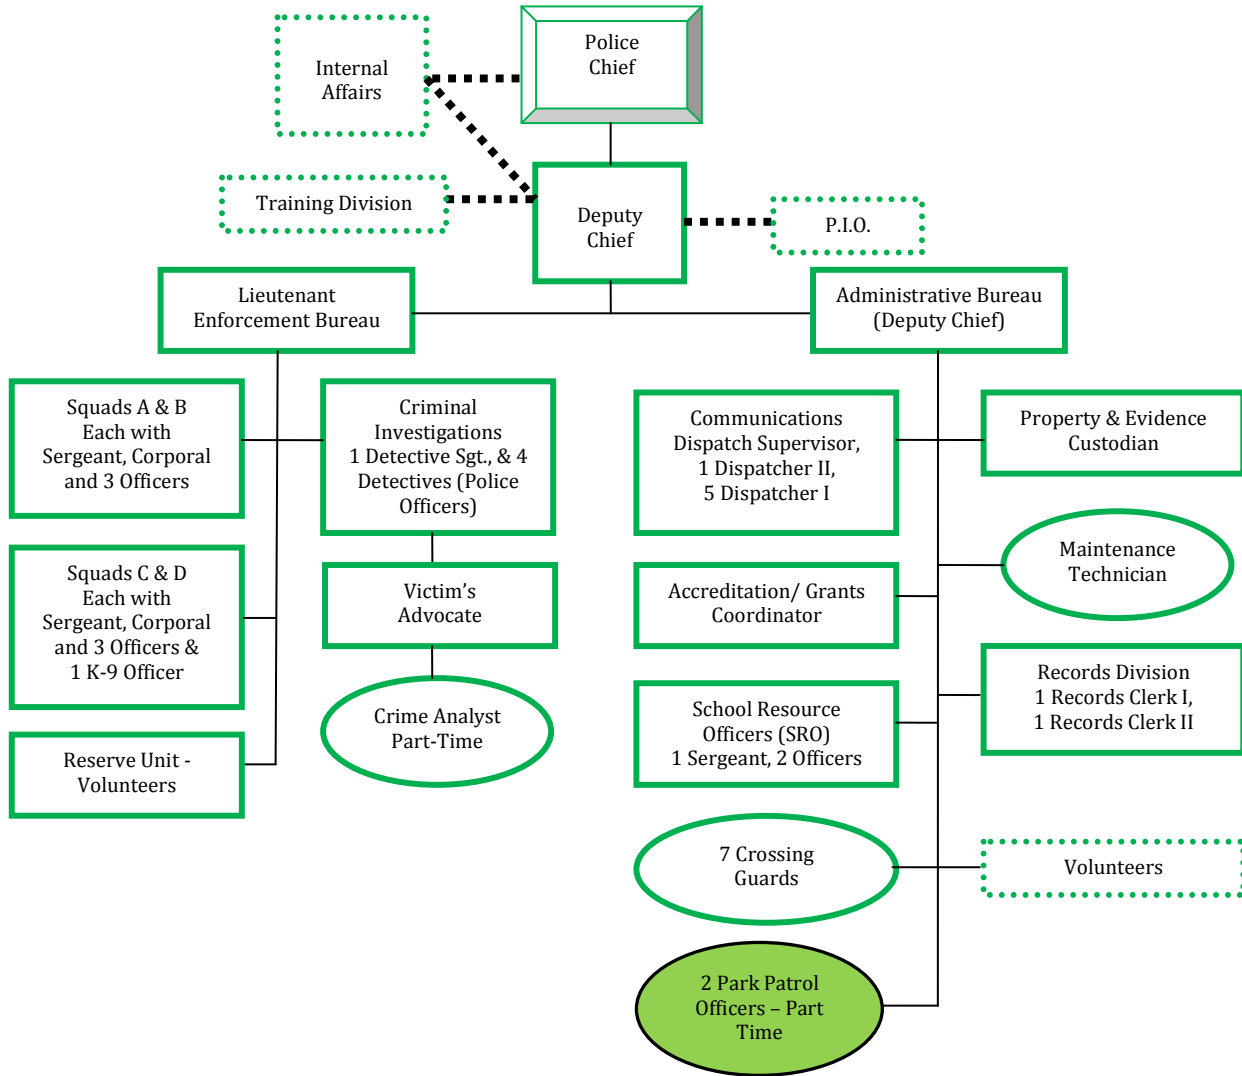 Police
Chief
Internal
Affairs
Training Division
Deputy
Chief
P.I.O.
Lieutenant
Enforcement Bureau
Administrative Bureau
(Deputy Chief)
Squads A & B
Each with
Sergeant, Corporal
and 3 Officers
Criminal
Investigations
1 Detective Sgt., & 4
Detectives (Police
Officers)
Communications
Dispatch Supervisor,
1 Dispatcher II,
5 Dispatcher I
Property & Evidence
Custodian
Squads C & D
Each with
Sergeant, Corporal
and 3 Officers &
1 K-9 Officer
Victim's
Advocate
Accreditation/ Grants
Coordinator
Maintenance
Technician
Crime Analyst
Part-Time
School Resource
Officers (SRO)
1 Sergeant, 2 Officers
Records Division
1 Records Clerk I,
1 Records Clerk II
Reserve Unit -
Volunteers
7 Crossing
Guards
Volunteers
2 Park Patrol
Officers – Part
Time